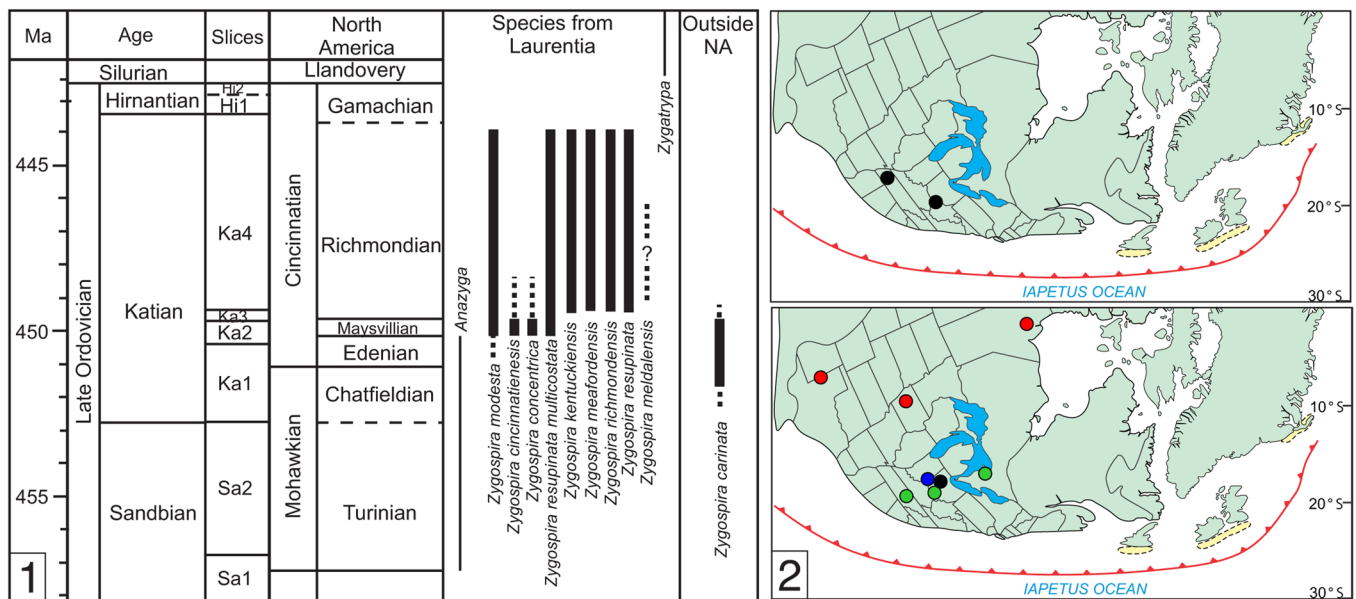 Ma
Age
Slices
North
America
Species from
Laurentia
Outside
NA
Silurian
Llandovery
Hirnantian
Hi2
Hi1
Gamachian
Zygatrypa
445
450
455
Late Ordovician
Katian
Sandbian
Ka4
Ka3
Ka2
Ka1
Sa2
Sa1
Cincinnatian
Mohawkian
Richmondian
Maysvillian
Edenian
Chatfieldian
Turinian
Anazyga
Zygospira modesta
Zygospira cincinnatienesis
Zygospira concentrica
Zygospira resupinata multicostata
Zygospira kentuckiensis
Zygospira meafordensis
Zygospira richmondensis
Zygospira resupinata
?
Zygospira meldalensis
Zygospira carinata
1
10°S
20°S
30°S
IAPETUS OCEAN
10°S
20°S
30°S
IAPETUS OCEAN
2